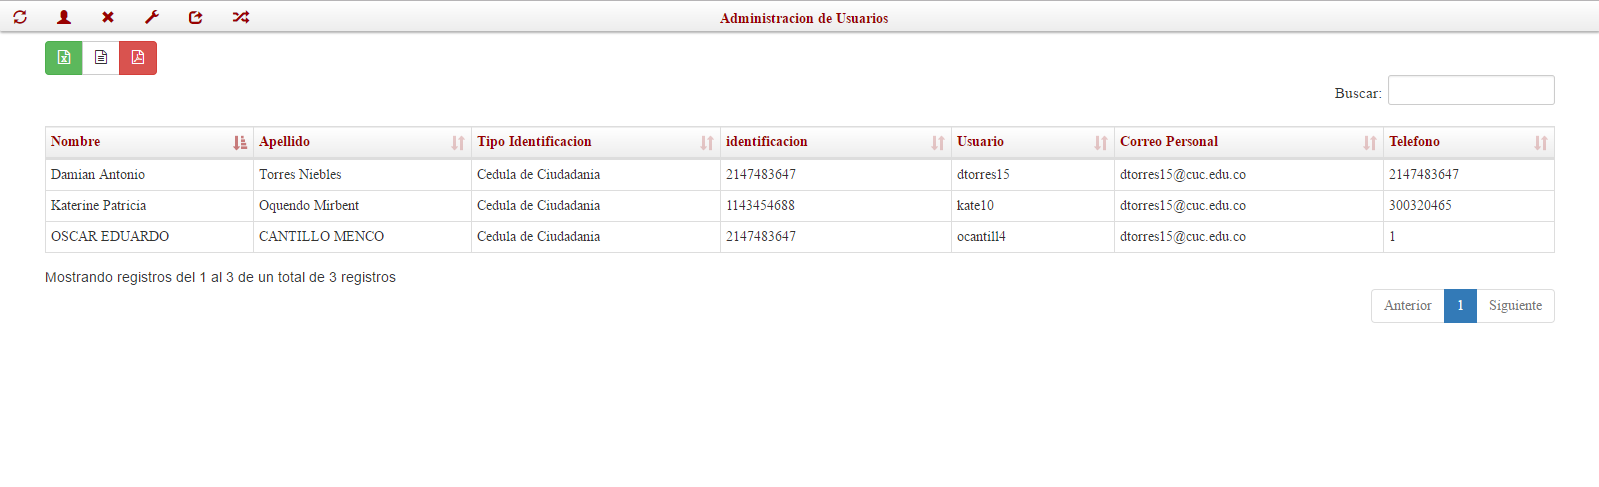 Administracion de Usuarios
Buscar:
Nombre Apellido Tipo Identificacion identificacion Usuario Correo Personal Telefono
Damian Antonio Torres Niebles Cedula de Ciudadania 2147483647 dtorres15 dtorres15@cuc.edu.co 2147483647
Katerine Patricia Oquendo Mirbent Cedula de Ciudadania 1143454688 kate10 dtorres15@cuc.edu.co 300320465
OSCAR EDUARDO CANTILLO MENCO Cedula de Ciudadania 2147483647 ocantill4 dtorres15@cuc.edu.co 1
Mostrando registros del 1 al 3 de un total de 3 registros
Anterior 1 Siguiente